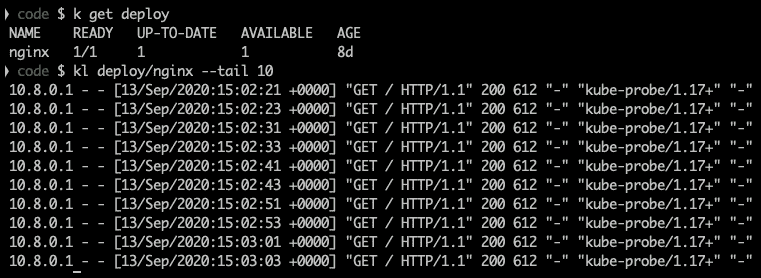 code $ k get deploy
NAME READY UP-TO-DATE AVAILABLE AGE
nginx 1/1 1 1 8d
code $ kl deploy/nginx --tail 10
10.8.0.1 - - [13/Sep/2020:15:02:21 +0000] "GET / HTTP/1.1" 200 612 "-" "kube-probe/1.17+" "-"
10.8.0.1 - - [13/Sep/2020:15:02:23 +0000] "GET / HTTP/1.1" 200 612 "-" "kube-probe/1.17+" "-"
10.8.0.1 - - [13/Sep/2020:15:02:31 +0000] "GET / HTTP/1.1" 200 612 "-" "kube-probe/1.17+" "-"
10.8.0.1 - - [13/Sep/2020:15:02:33 +0000] "GET / HTTP/1.1" 200 612 "-" "kube-probe/1.17+" "-"
10.8.0.1 - - [13/Sep/2020:15:02:41 +0000] "GET / HTTP/1.1" 200 612 "-" "kube-probe/1.17+" "-"
10.8.0.1 - - [13/Sep/2020:15:02:43 +0000] "GET / HTTP/1.1" 200 612 "-" "kube-probe/1.17+" "-"
10.8.0.1 - - [13/Sep/2020:15:02:51 +0000] "GET / HTTP/1.1" 200 612 "-" "kube-probe/1.17+" "-"
10.8.0.1 - - [13/Sep/2020:15:02:53 +0000] "GET / HTTP/1.1" 200 612 "-" "kube-probe/1.17+" "-"
10.8.0.1 - - [13/Sep/2020:15:03:01 +0000] "GET / HTTP/1.1" 200 612 "-" "kube-probe/1.17+" "-"
10.8.0.1 - - [13/Sep/2020:15:03:03 +0000] "GET / HTTP/1.1" 200 612 "-" "kube-probe/1.17+" "-"